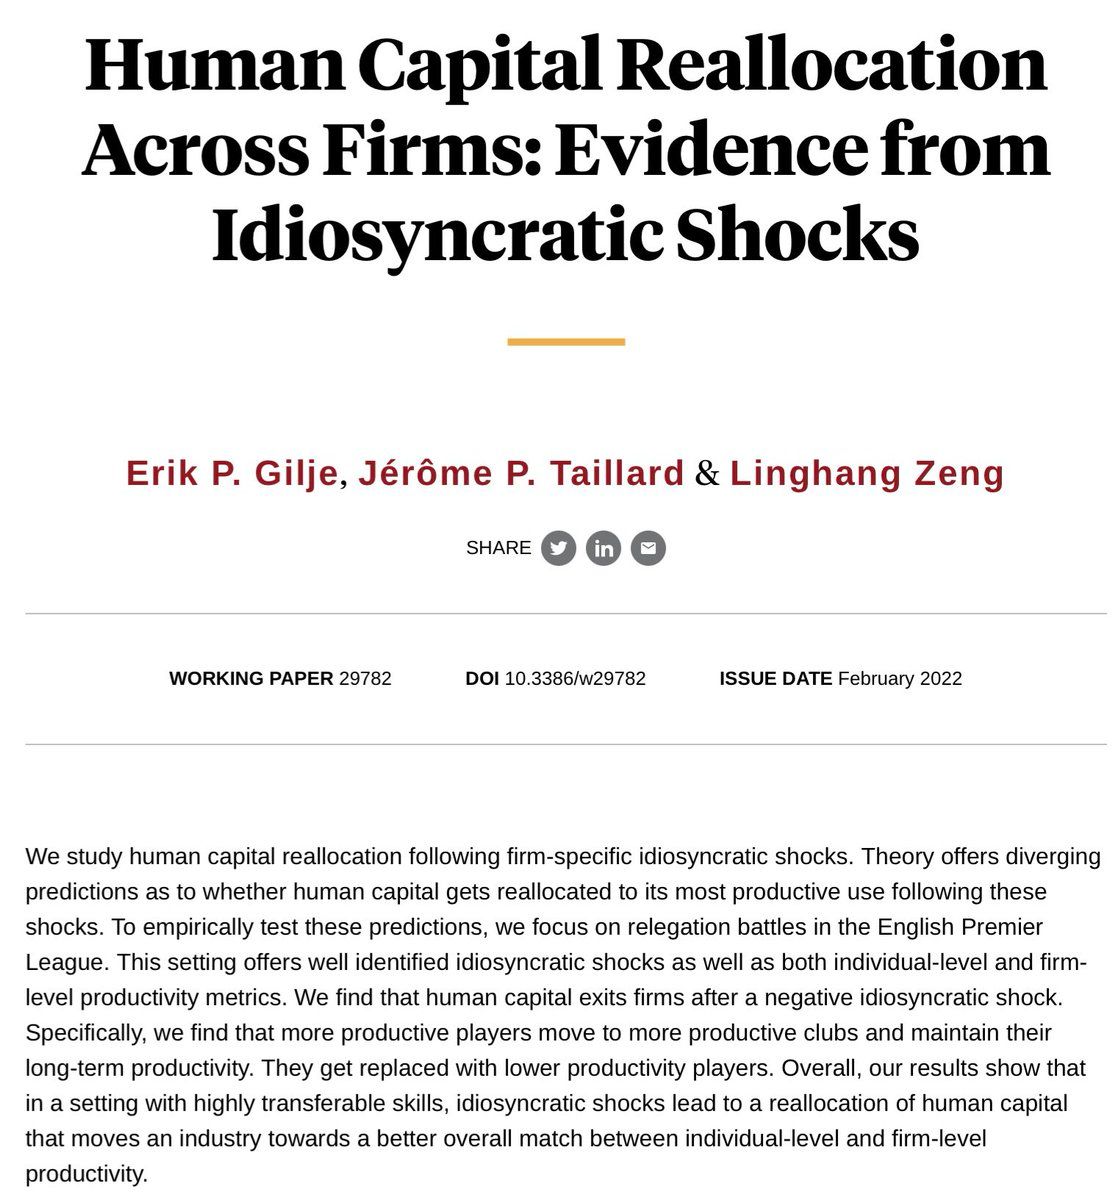 Human Capital Reallocation
Across Firms: Evidence from
Idiosyncratic Shocks
Erik P. Gilje, Jérôme P. Taillard & Linghang Zeng
SHARE in
WORKING PAPER 29782 DOI 10.3386/w29782 ISSUE DATE February 2022
We study human capital reallocation following firm-specific idiosyncratic shocks. Theory offers diverging
predictions as to whether human capital gets reallocated to its most productive use following these
shocks. To empirically test these predictions, we focus on relegation battles in the English Premier
League. This setting offers well identified idiosyncratic shocks as well as both individual-level and firm-
level productivity metrics. We find that human capital exits firms after a negative idiosyncratic shock.
Specifically, we find that more productive players move to more productive clubs and maintain their
long-term productivity. They get replaced with lower productivity players. Overall, our results show that
in a setting with highly transferable skills, idiosyncratic shocks lead to a reallocation of human capital
that moves an industry towards a better overall match between individual-level and firm-level
productivity.